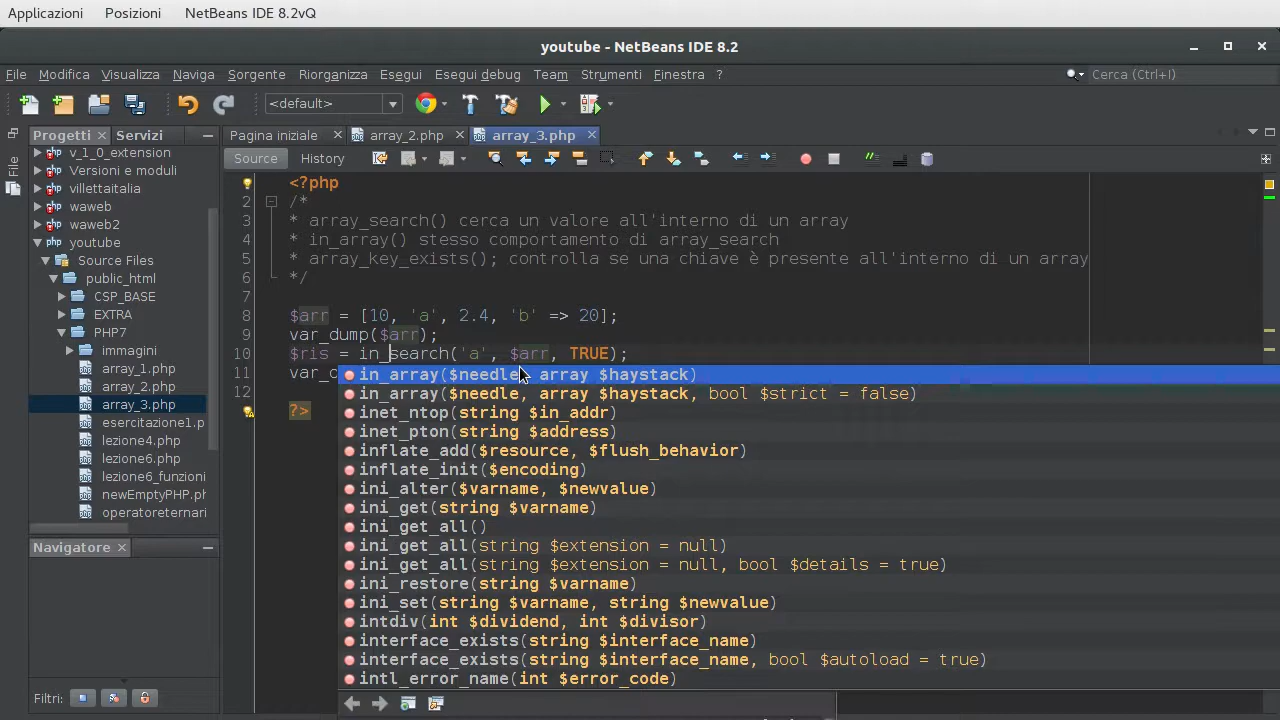 Applicazioni Posizioni NetBeans IDE 8.2vQ
youtube - NetBeans IDE 8.2
File Modifica Visualizza Naviga Sorgente Riorganizza Esegui Esegui debug Team Strumenti Finestra ? Cerca (Ctrl+I)
<default>
Progetti Servizi
Pagina iniziale array_2.php array_3.php
File
Source History
v_1_0_extension
Versioni e moduli
villettaitalia
waweb
waweb2
youtube
Source Files
public_html
CSP_BASE
EXTRA
PHP7
immagini
array_1.php
array_2.php
array_3.php
esercitazione1.p
lezione4.php
lezione6.php
lezione6_funzioni
newEmptyPHP.ph
operatoreternari
Navigatore
Filtri:
<?php
2 /*
3 * array_search() cerca un valore all'interno di un array
4 * in_array() stesso comportamento di array_search
5 * array_key_exists(); controlla se una chiave è presente all'interno di un array
6 */
7
8 $arr = [10, 'a', 2.4, 'b' => 20];
9 var_dump($arr);
10 $ris = in_search('a', $arr, TRUE);
11 var_d
12
?>
in_array($needle, array $haystack)
in_array($needle, array $haystack, bool $strict = false)
inet_ntop(string $in_addr)
inet_pton(string $address)
inflate_add($resource, $flush_behavior)
inflate_init($encoding)
ini_alter($varname, $newvalue)
ini_get(string $varname)
ini_get_all()
ini_get_all(string $extension = null)
ini_get_all(string $extension = null, bool $details = true)
ini_restore(string $varname)
ini_set(string $varname, string $newvalue)
intdiv(int $dividend, int $divisor)
interface_exists(string $interface_name)
interface_exists(string $interface_name, bool $autoload = true)
intl_error_name(int $error_code)